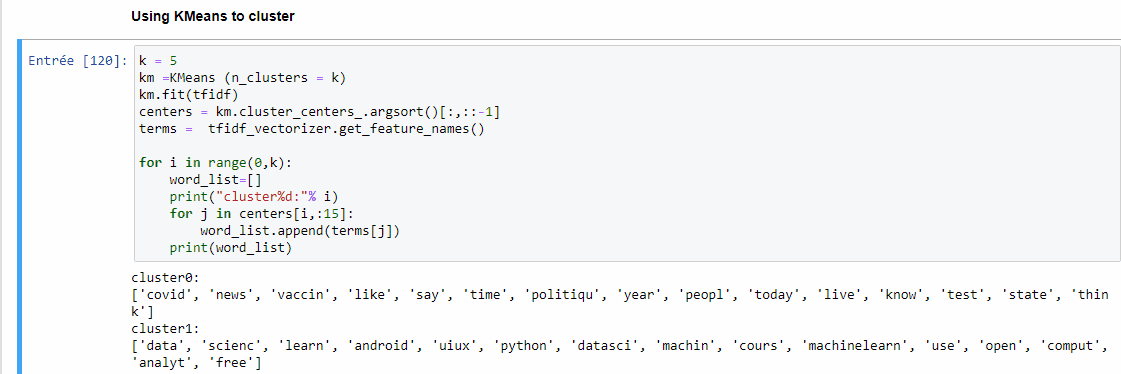 Using KMeans to cluster
Entrée [120]:
k = 5
km =KMeans (n_clusters = k)
km.fit(tfidf)
centers = km.cluster_centers_.argsort()[:,::-1]
terms =  tfidf_vectorizer.get_feature_names()
for i in range(0,k):
    word_list=[]
    print("cluster%d:"% i)
    for j in centers[i,:15]:
        word_list.append(terms[j])
    print(word_list)
cluster0:
['covid', 'news', 'vaccin', 'like', 'say', 'time', 'politiqu', 'year', 'peopl', 'today', 'live', 'know', 'test', 'state', 'thin
k']
cluster1:
['data', 'scienc', 'learn', 'android', 'uiux', 'python', 'datasci', 'machin', 'cours', 'machinelearn', 'use', 'open', 'comput',
'analyt', 'free']